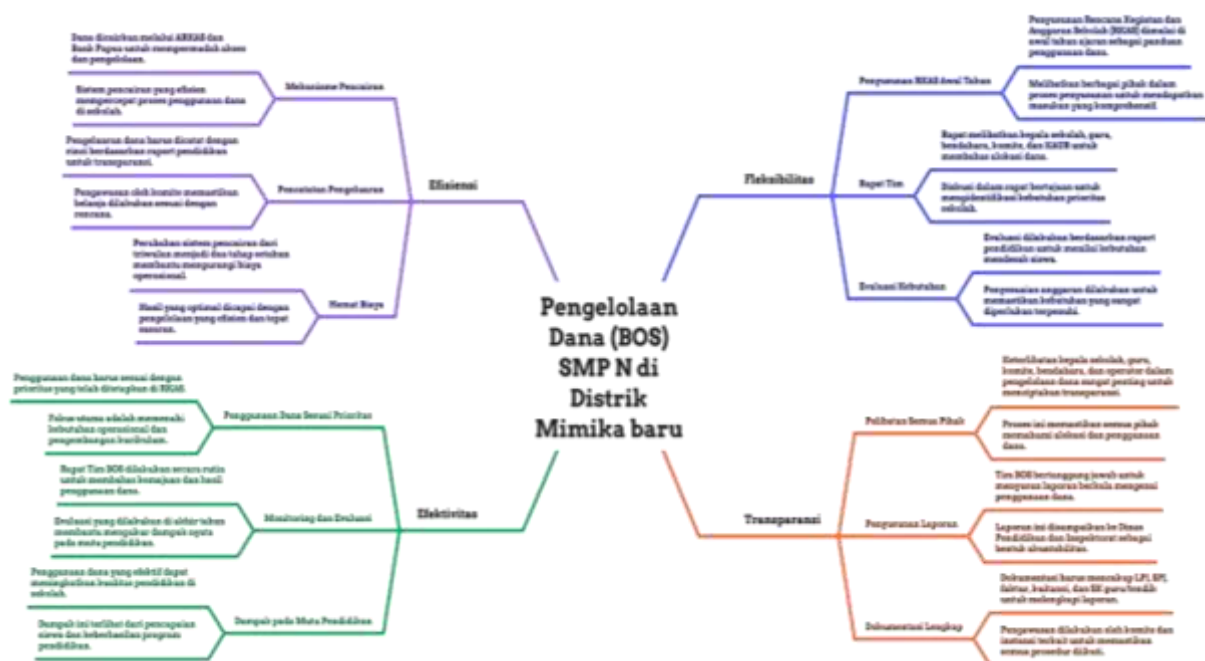 Pengelolaan
Dana (BOS)
SMP N di
Distrik
Mimika baru
Efisiensi
Mekanisme Pencairan
Dana dicairkan melalui ARKAS dan
Bank Papua untuk mempermudah akses
dan pengelolaan.
Sistem pencairan yang efisien
mempercepat proses penggunaan dana
di sekolah.
Pencatatan Pengeluaran
Pengeluaran dana harus dicatat dengan
rinci berdasarkan raport pendidikan
untuk transparansi.
Pengawasan oleh komite memastikan
belanja dilakukan sesuai dengan
rencana.
Hemat Biaya
Perubahan sistem pencairan dari
triwulan menjadi dua tahap setahun
membantu mengurangi biaya
operasional.
Hasil yang optimal dicapai dengan
pengelolaan yang efisien dan tepat
sasaran.
Fleksibilitas
Penyusunan RKAS Awal Tahun
Penyusunan Rencana Kegiatan dan
Anggaran Sekolah (RKAS) dimulai di
awal tahun ajaran sebagai panduan
penggunaan dana.
Melibatkan berbagai pihak dalam
proses penyusunan untuk mendapatkan
masukan yang komprehensif.
Rapat Tim
Rapat melibatkan kepala sekolah, guru,
bendahara, komite, dan KAUR untuk
membahas alokasi dana.
Diskusi dalam rapat bertujuan untuk
mengidentifikasi kebutuhan prioritas
sekolah.
Evaluasi Kebutuhan
Evaluasi dilakukan berdasarkan raport
pendidikan untuk menilai kebutuhan
mendesak siswa.
Penyesuaian anggaran dilakukan untuk
memastikan kebutuhan yang sangat
diperlukan terpenuhi.
Efektivitas
Penggunaan Dana Sesuai Prioritas
Penggunaan dana harus sesuai dengan
prioritas yang telah ditetapkan di RKAS.
Fokus utama adalah memenuhi
kebutuhan operasional dan
pengembangan kurikulum.
Monitoring dan Evaluasi
Rapat Tim BOS dilakukan secara rutin
untuk membahas kemajuan dan hasil
penggunaan dana.
Evaluasi yang dilakukan di akhir tahun
membantu mengukur dampak nyata
pada mutu pendidikan.
Dampak pada Mutu Pendidikan
Penggunaan dana yang efektif dapat
meningkatkan kualitas pendidikan di
sekolah.
Dampak ini terlihat dari pencapaian
siswa dan keberhasilan program
pendidikan.
Transparansi
Pelibatan Semua Pihak
Keterlibatan kepala sekolah, guru,
komite, bendahara, dan operator dalam
pengelolaan dana sangat penting untuk
menciptakan transparansi.
Proses ini memastikan semua pihak
memahami alokasi dan penggunaan
dana.
Penyusunan Laporan
Tim BOS bertanggung jawab untuk
menyusun laporan berkala mengenai
penggunaan dana.
Laporan ini disampaikan ke Dinas
Pendidikan dan Inspektorat sebagai
bentuk akuntabilitas.
Dokumentasi Lengkap
Dokumentasi harus mencakup LPJ, SPJ,
faktur, kwitansi, dan SK guru/tendik
untuk melengkapi laporan.
Pengawasan dilakukan oleh komite dan
instansi terkait untuk memastikan
semua prosedur diikuti.